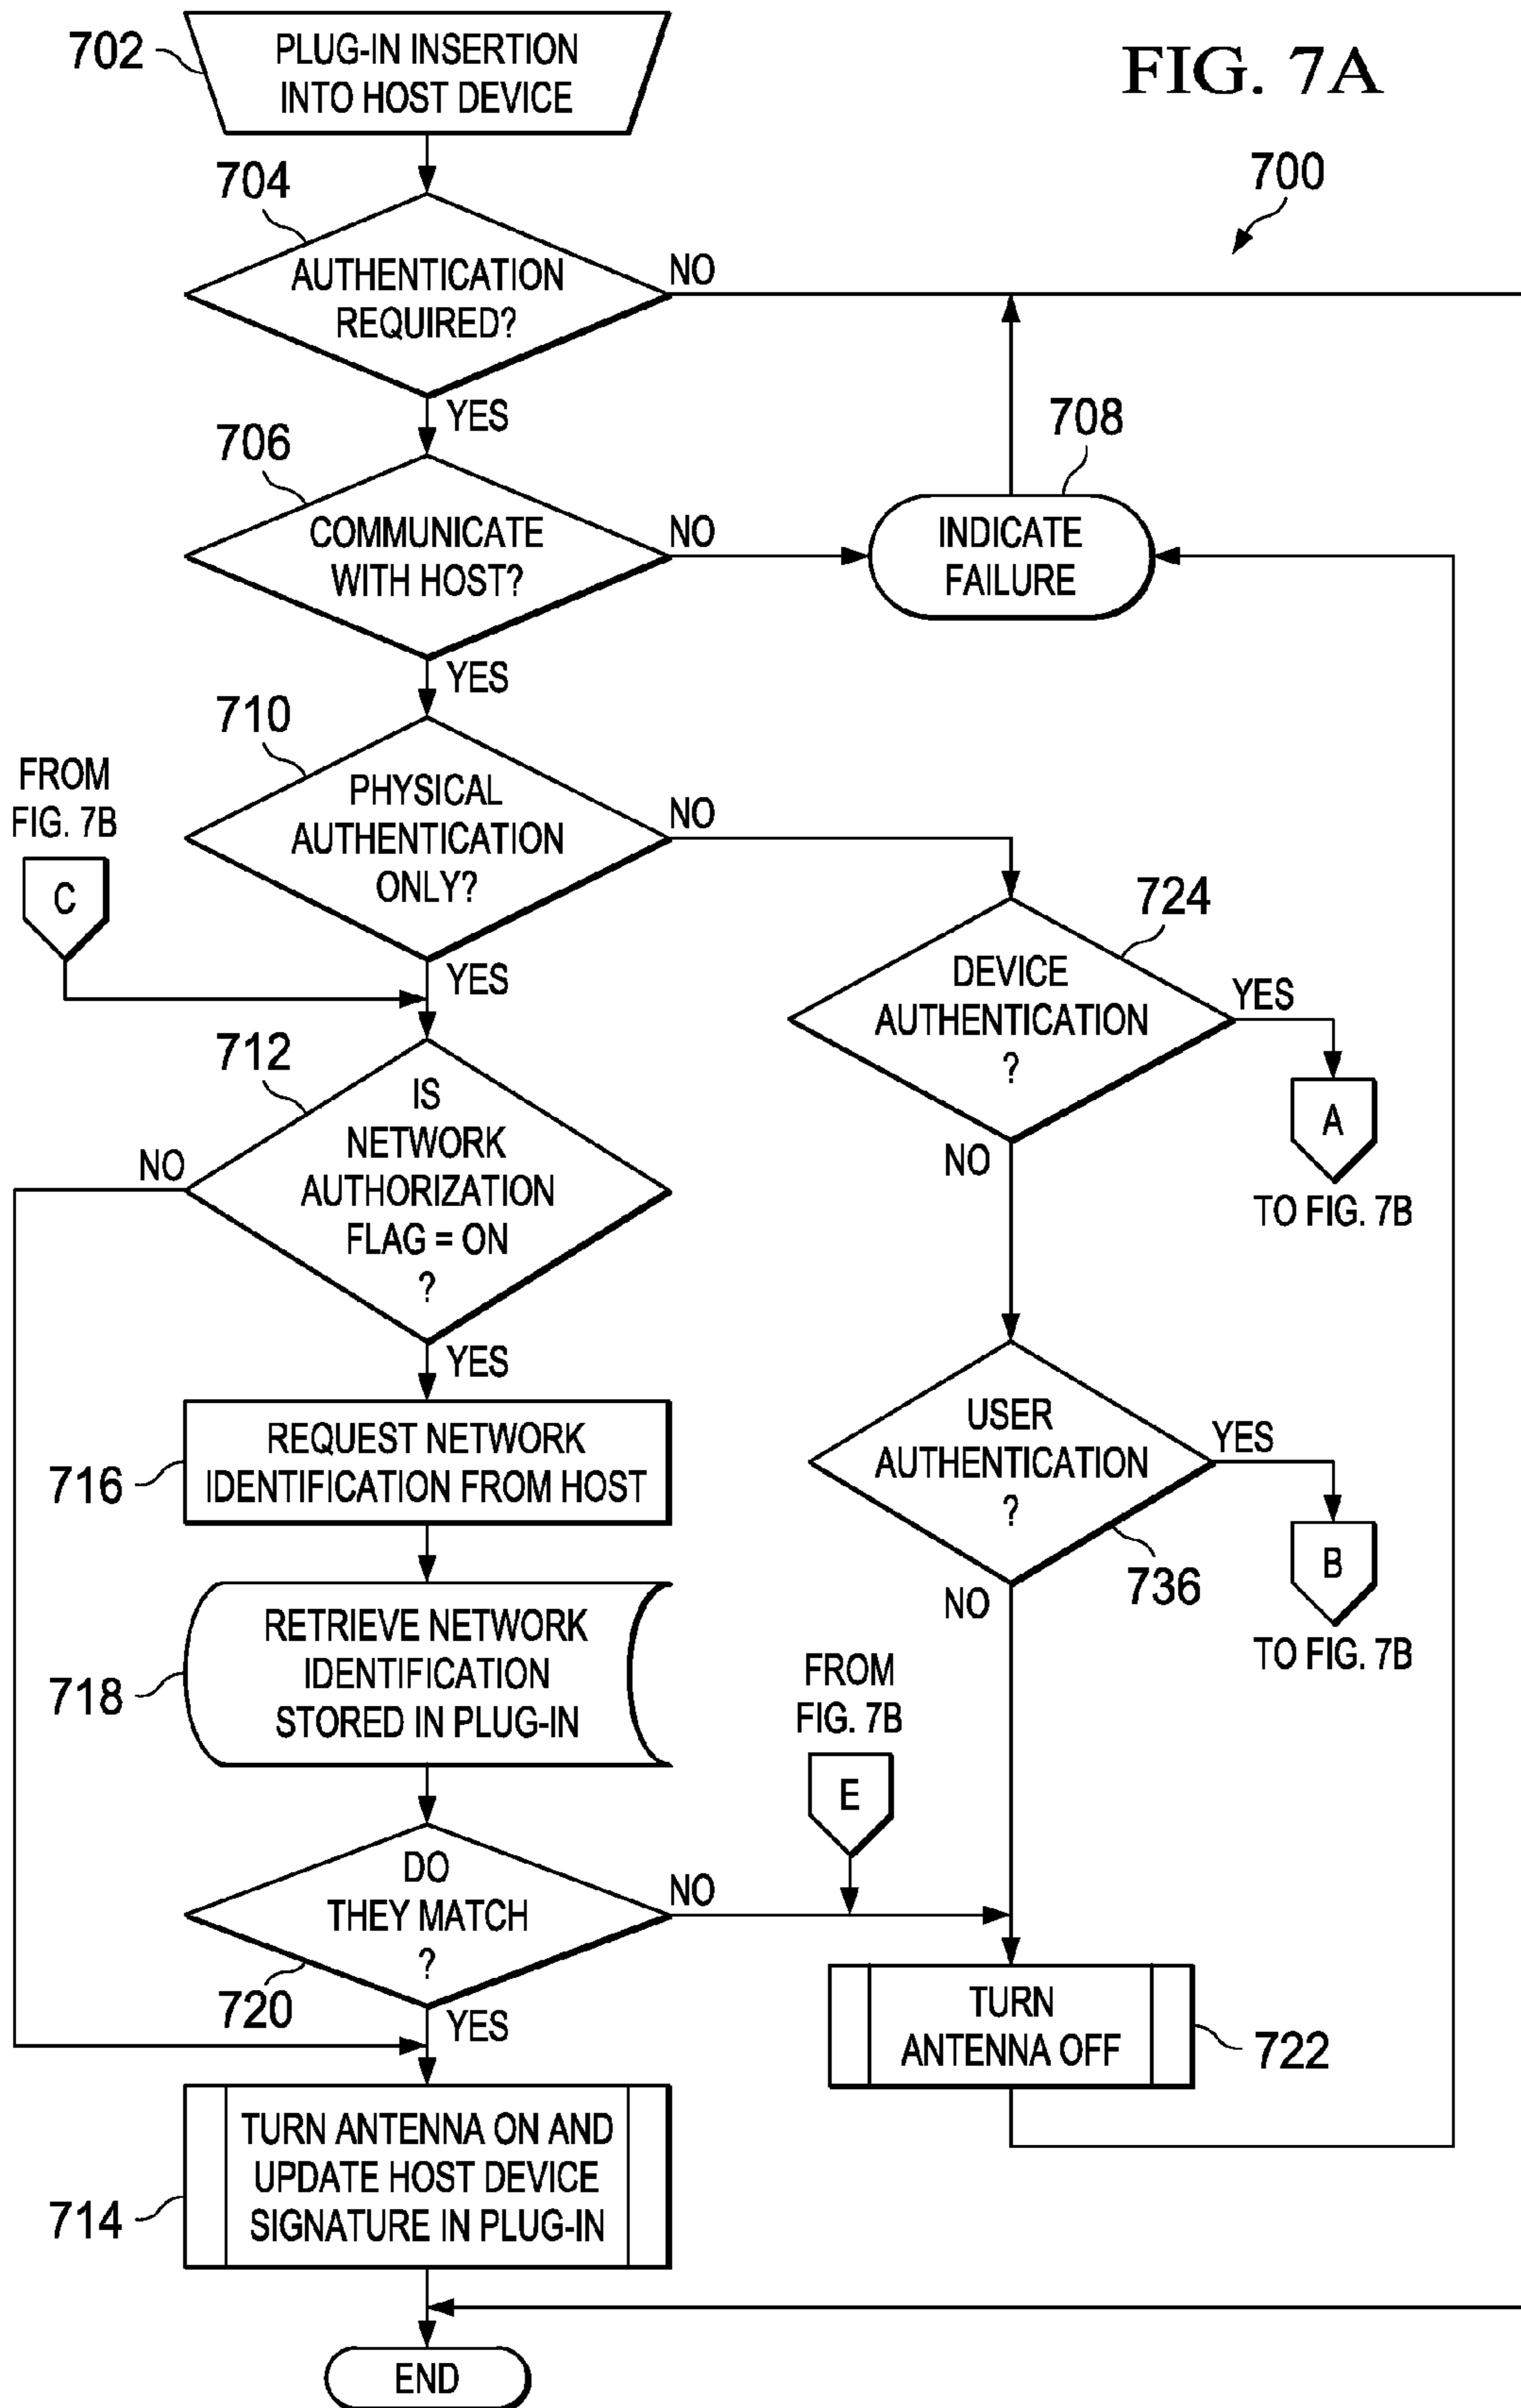 FIG. 7A
700
702
PLUG-IN INSERTION
INTO HOST DEVICE
704
AUTHENTICATION
REQUIRED?
NO
YES
706
COMMUNICATE
WITH HOST?
NO
708
INDICATE
FAILURE
YES
710
PHYSICAL
AUTHENTICATION
ONLY?
NO
YES
FROM
FIG. 7B
C
724
DEVICE
AUTHENTICATION
?
YES
A
TO FIG. 7B
NO
712
IS
NETWORK
AUTHORIZATION
FLAG = ON
?
NO
YES
716
REQUEST NETWORK
IDENTIFICATION FROM HOST
USER
AUTHENTICATION
?
YES
736
B
TO FIG. 7B
NO
718
RETRIEVE NETWORK
IDENTIFICATION
STORED IN PLUG-IN
FROM
FIG. 7B
E
DO
THEY MATCH
?
NO
720
YES
TURN
ANTENNA OFF
722
714
TURN ANTENNA ON AND
UPDATE HOST DEVICE
SIGNATURE IN PLUG-IN
END